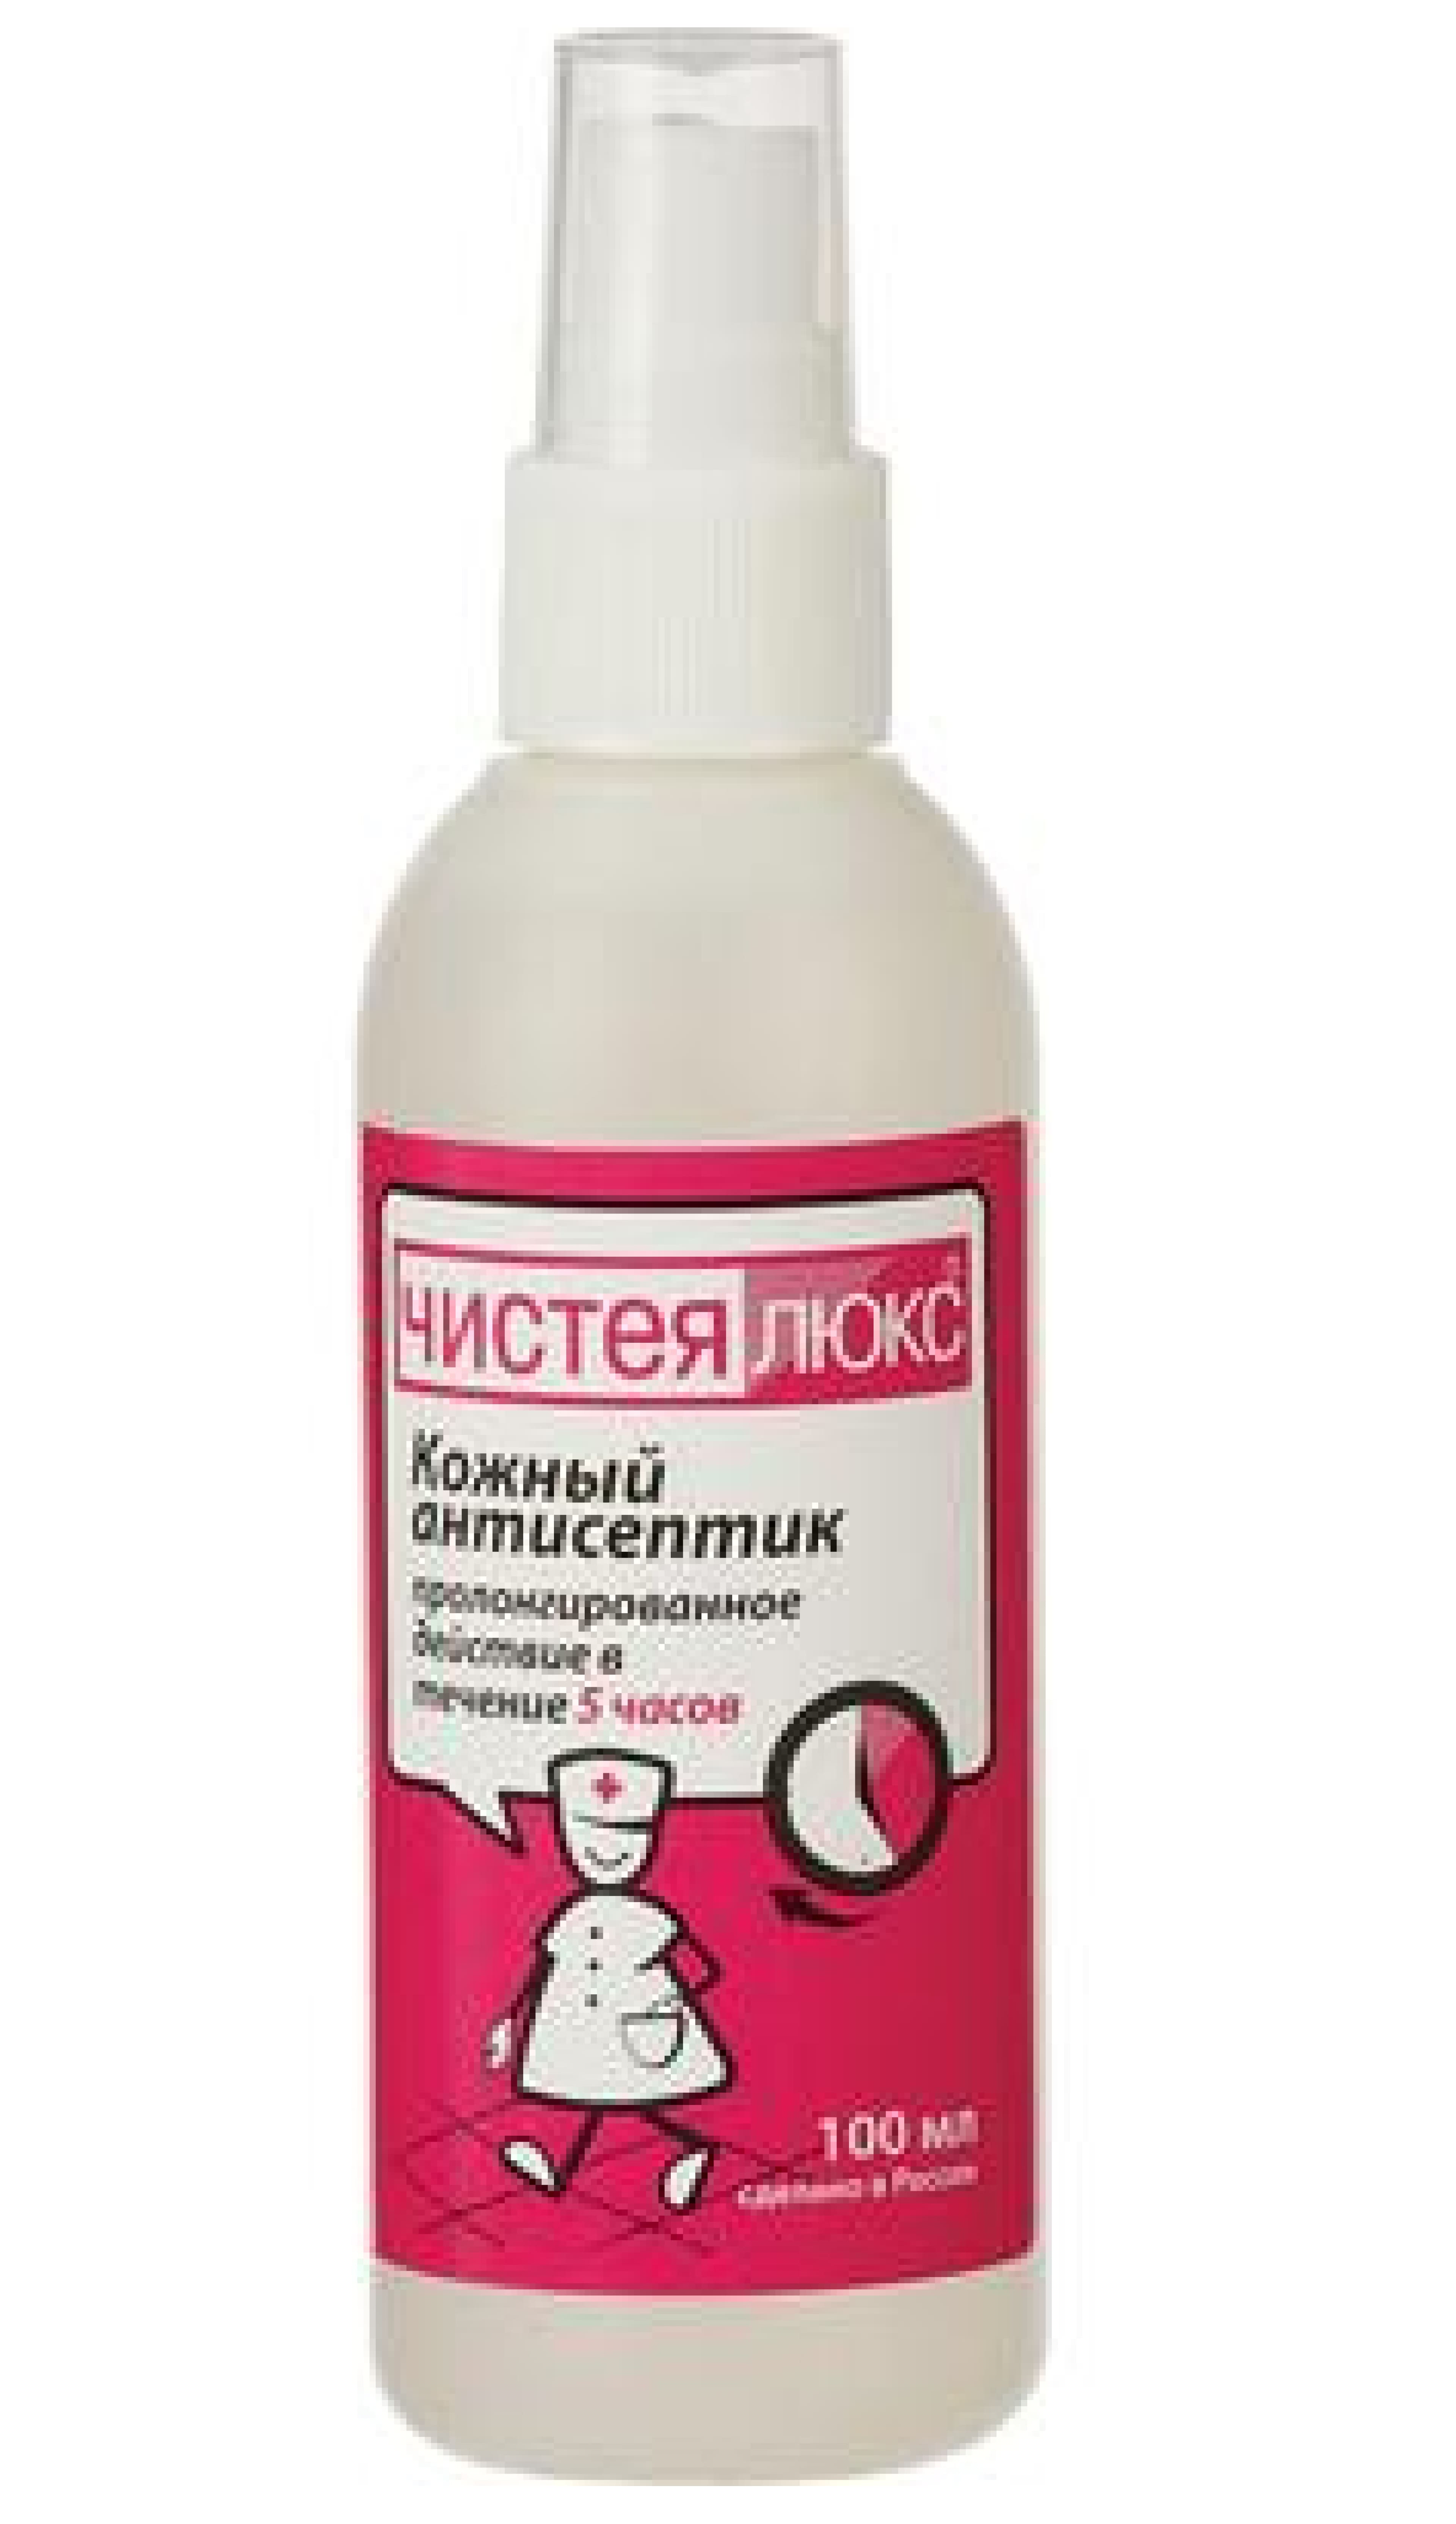 чистея люкс
Кожный
антисептик
пролонгированное
действие в
течение 5 часов
100 мл
сделано в России